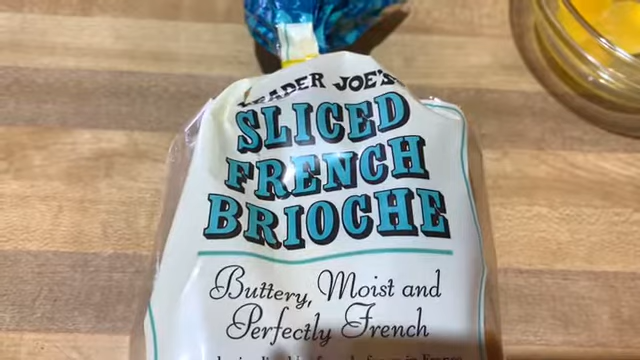 TRADER JOE'S
SLICED
FRENCH
BRIOCHE
Buttery, Moist and
Perfectly French